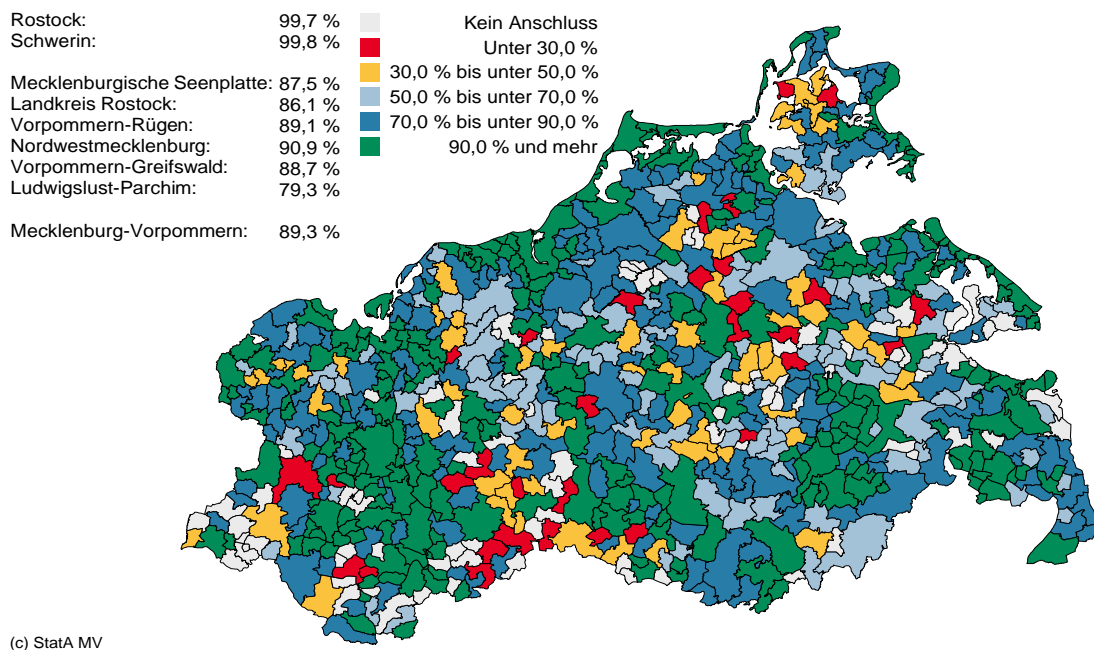 Rostock: 99,7 %
Schwerin: 99,8 %
Mecklenburgische Seenplatte: 87,5 %
Landkreis Rostock: 86,1 %
Vorpommern-Rügen: 89,1 %
Nordwestmecklenburg: 90,9 %
Vorpommern-Greifswald: 88,7 %
Ludwigslust-Parchim: 79,3 %
Mecklenburg-Vorpommern: 89,3 %
Kein Anschluss
Unter 30,0 %
30,0 % bis unter 50,0 %
50,0 % bis unter 70,0 %
70,0 % bis unter 90,0 %
90,0 % und mehr
(c) StatA MV